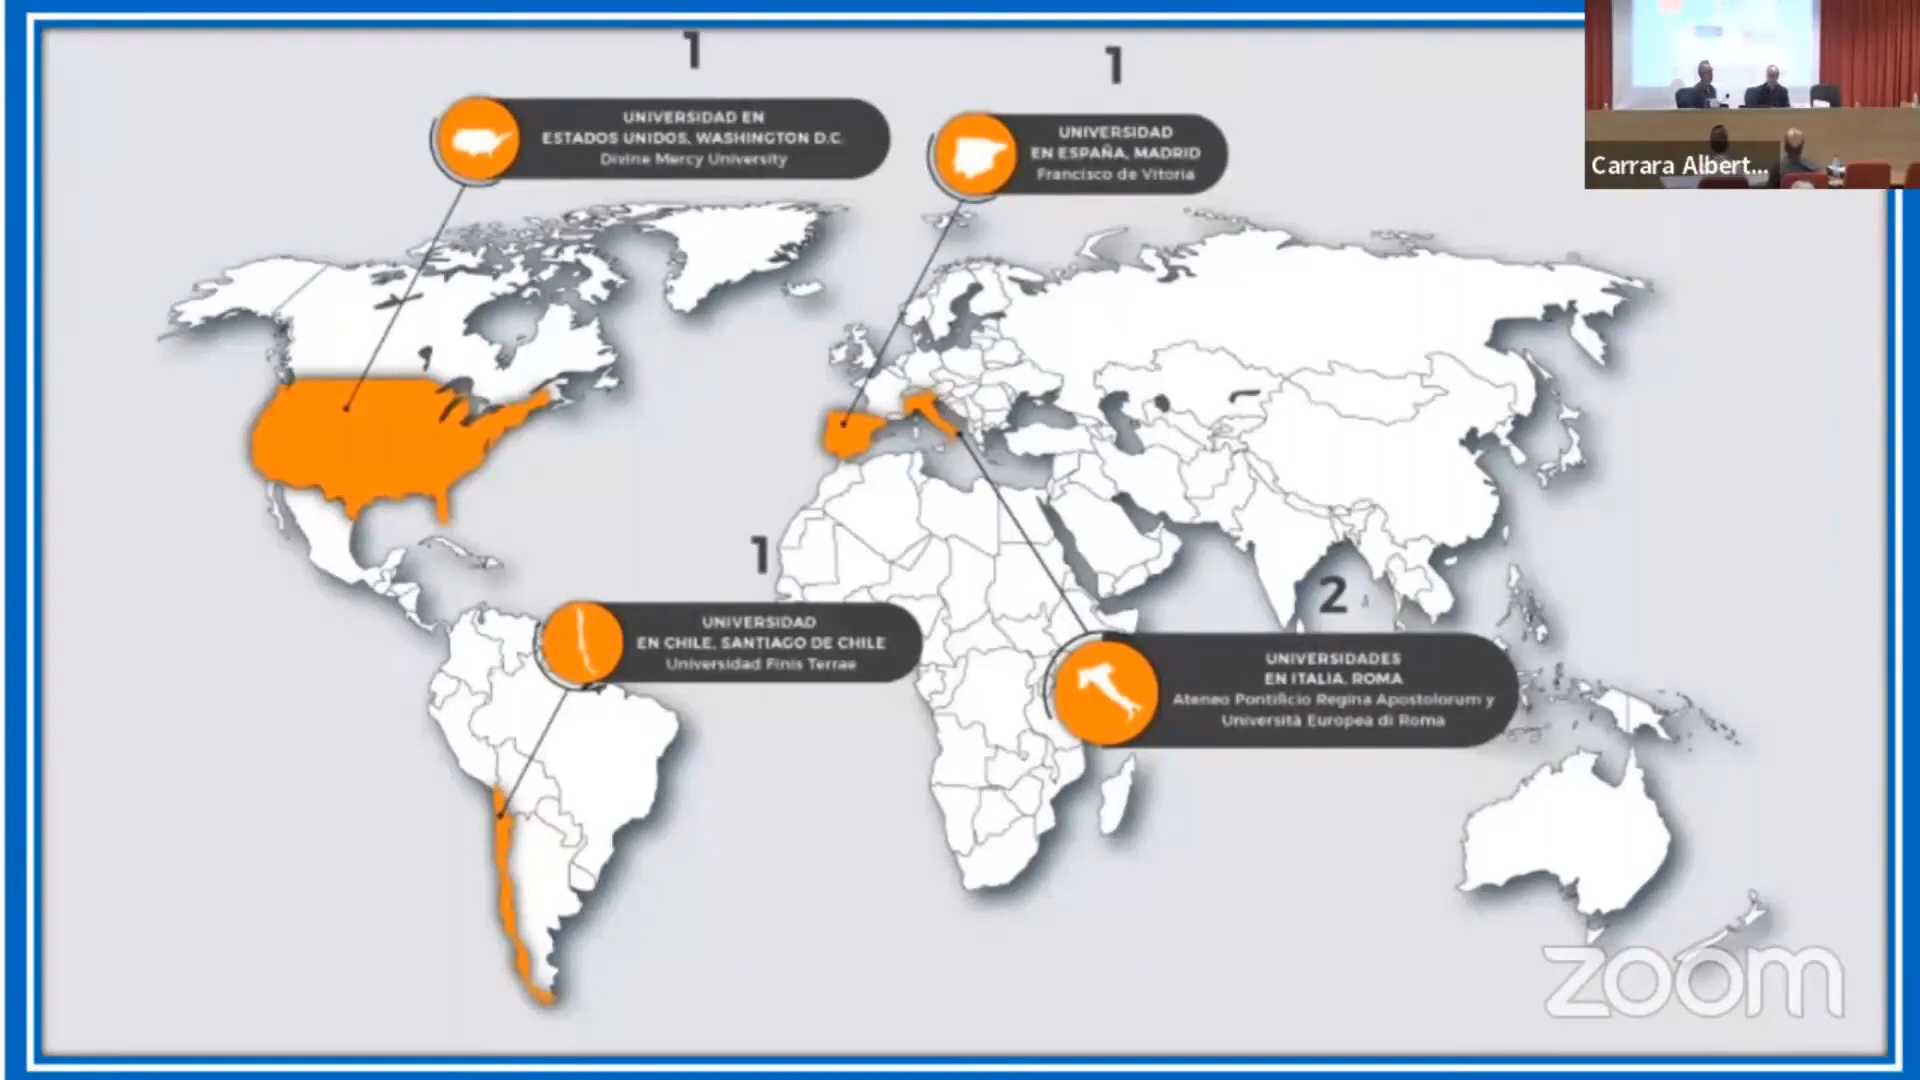 1
UNIVERSIDAD EN
ESTADOS UNIDOS, WASHINGTON D.C.
Divine Mercy University
1
UNIVERSIDAD
EN ESPAÑA, MADRID
Francisco de Vitoria
Carrara Albert...
1
UNIVERSIDAD
EN CHILE, SANTIAGO DE CHILE
Universidad Finis Terrae
2
UNIVERSIDADES
EN ITALIA, ROMA
Ateneo Pontificio Regina Apostolorum y
Università Europea di Roma
zoom